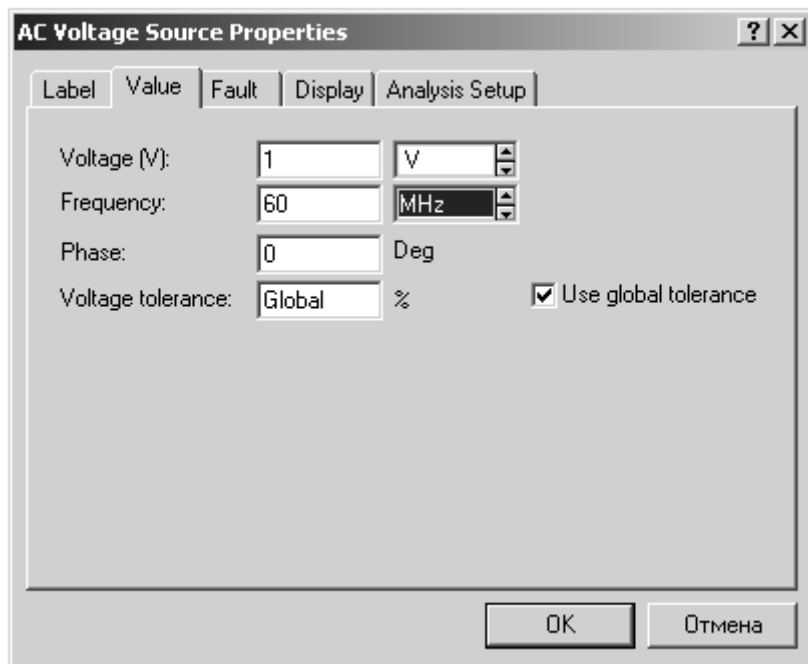 AC Voltage Source Properties ? X
Label Value Fault Display Analysis Setup
Voltage (V): 1 V
Frequency: 60 MHz
Phase: 0 Deg
Voltage tolerance: Global % Use global tolerance
OK Отмена